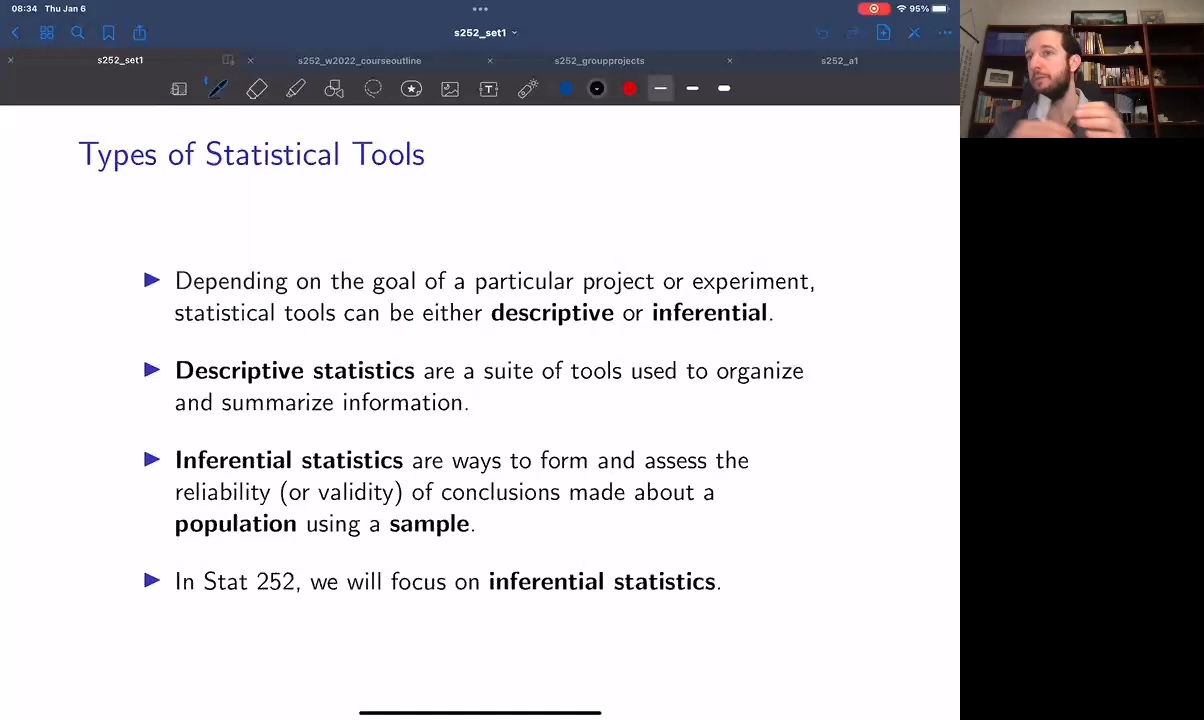 08:34 Thu Jan 6
95%
s252_set1
s252_set1
s252_w2022_courseoutline
s252_groupprojects
s252_a1
T
Types of Statistical Tools
Depending on the goal of a particular project or experiment,
statistical tools can be either descriptive or inferential.
Descriptive statistics are a suite of tools used to organize
and summarize information.
Inferential statistics are ways to form and assess the
reliability (or validity) of conclusions made about a
population using a sample.
In Stat 252, we will focus on inferential statistics.